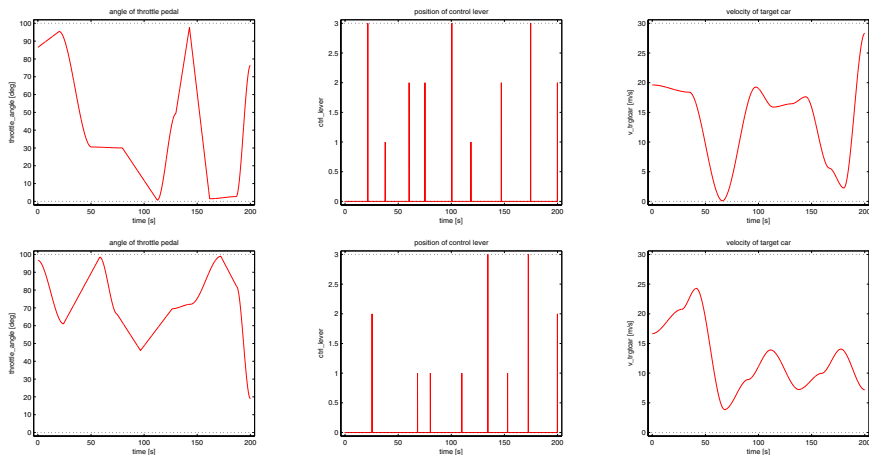 angle of throttle pedal
100
90
80
70
60
50
40
30
20
10
0
throttle_angle [deg]
0 50 100 150 200
time [s]
position of control lever
3
2.5
2
1.5
1
0.5
0
ctrl_lever
0 50 100 150 200
time [s]
velocity of target car
30
25
20
15
10
5
0
v_trgtcar [m/s]
0 50 100 150 200
time [s]
angle of throttle pedal
100
90
80
70
60
50
40
30
20
10
0
throttle_angle [deg]
0 50 100 150 200
time [s]
position of control lever
3
2.5
2
1.5
1
0.5
0
ctrl_lever
0 50 100 150 200
time [s]
velocity of target car
30
25
20
15
10
5
0
v_trgtcar [m/s]
0 50 100 150 200
time [s]